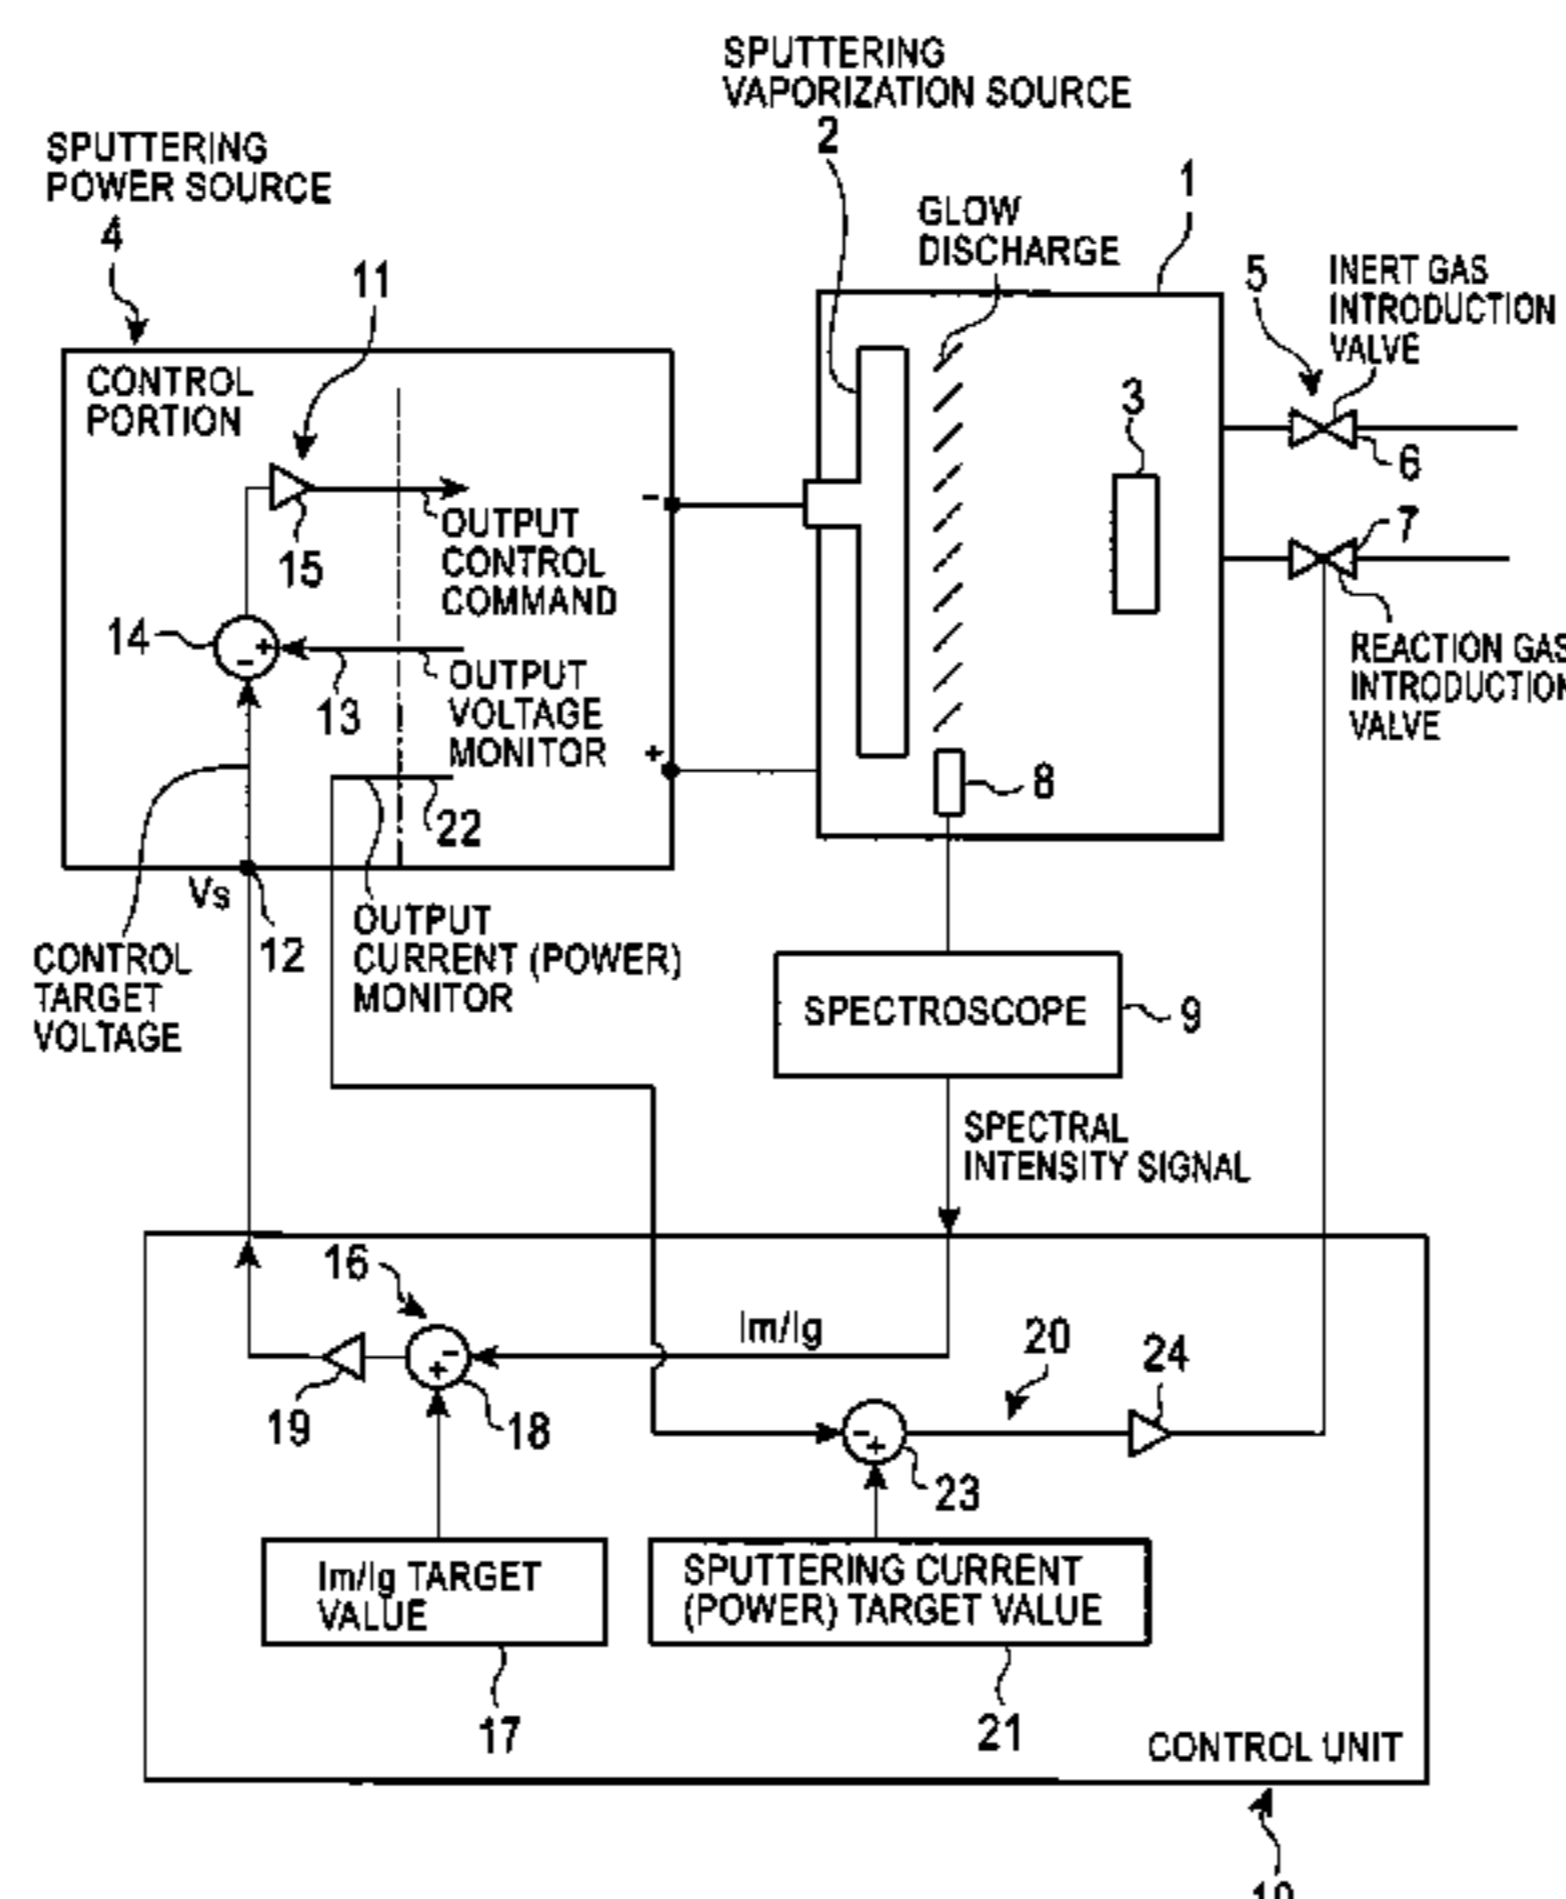 SPUTTERING
VAPORIZATION SOURCE
2
SPUTTERING
POWER SOURCE
4
1
GLOW
DISCHARGE
11
5
INERT GAS
INTRODUCTION
VALVE
CONTROL
PORTION
3
6
-
15
OUTPUT
CONTROL
COMMAND
7
14
+
-
13
OUTPUT
VOLTAGE
MONITOR
REACTION GAS
INTRODUCTION
VALVE
+
8
22
Vs
12
OUTPUT
CURRENT (POWER)
MONITOR
CONTROL
TARGET
VOLTAGE
SPECTROSCOPE
9
SPECTRAL
INTENSITY SIGNAL
16
Im/Ig
20
24
-
+
19
18
-
+
23
Im/Ig TARGET
VALUE
SPUTTERING CURRENT
(POWER) TARGET VALUE
17
21
CONTROL UNIT